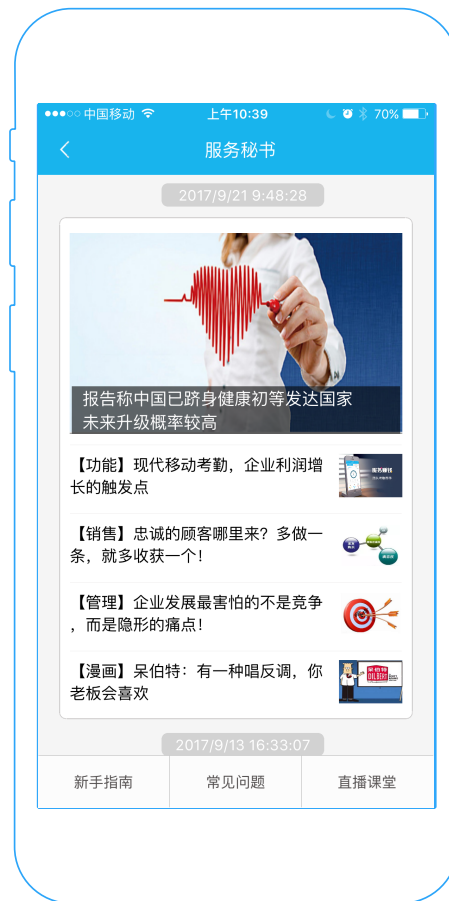 中国移动
上午10:39
70%
服务秘书
2017/9/21 9:48:28
报告称中国已跻身健康初等发达国家
未来升级概率较高
【功能】现代移动考勤，企业利润增
长的触发点
【销售】忠诚的顾客哪里来？多做一
条，就多收获一个！
【管理】企业发展最害怕的不是竞争
，而是隐形的痛点！
【漫画】呆伯特：有一种唱反调，你
老板会喜欢
呆伯特
DILBERT
2017/9/13 16:33:07
新手指南
常见问题
直播课堂